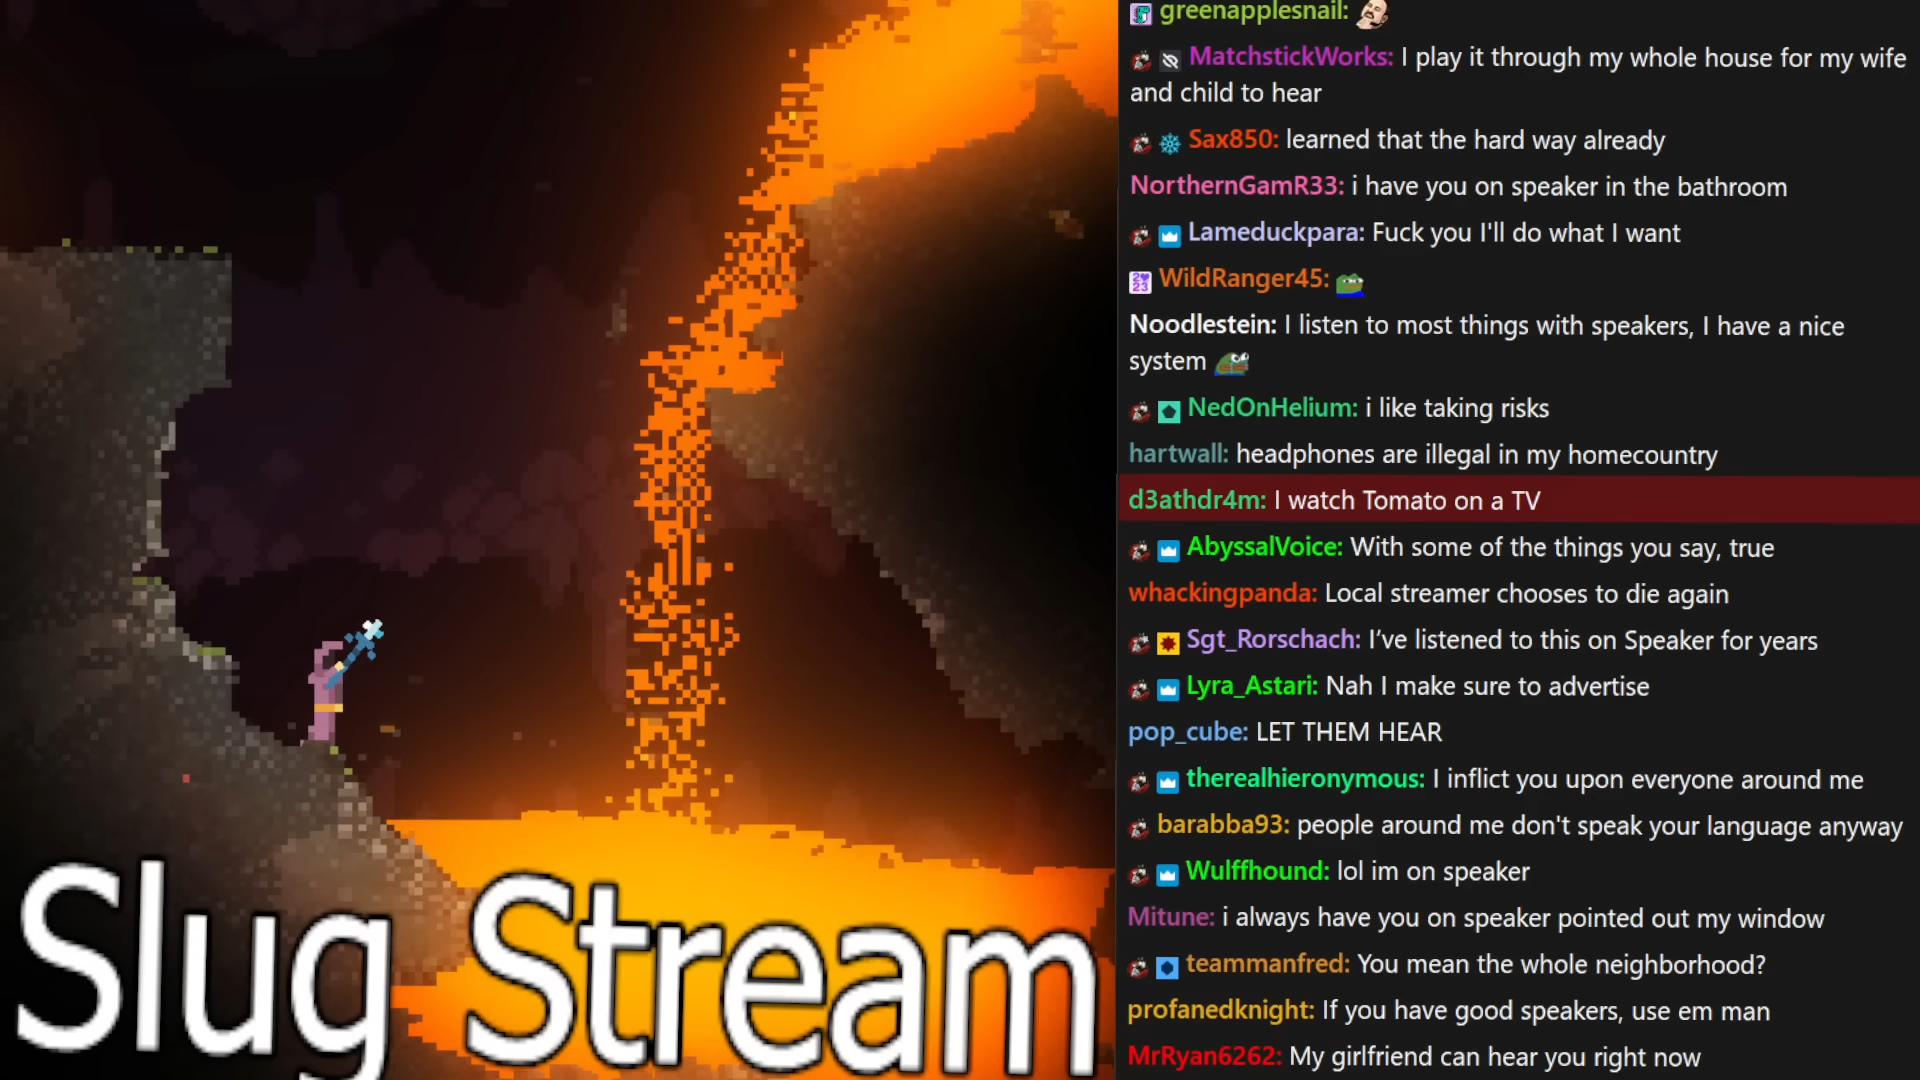 greenapplesnail:
MatchstickWorks: I play it through my whole house for my wife
and child to hear
Sax850: learned that the hard way already
NorthernGamR33: i have you on speaker in the bathroom
Lameduckpara: Fuck you I'll do what I want
2
23
WildRanger45:
Noodlestein: I listen to most things with speakers, I have a nice
system
NedOnHelium: i like taking risks
hartwall: headphones are illegal in my homecountry
d3athdr4m: I watch Tomato on a TV
AbyssalVoice: With some of the things you say, true
whackingpanda: Local streamer chooses to die again
Sgt_Rorschach: I’ve listened to this on Speaker for years
Lyra_Astari: Nah I make sure to advertise
pop_cube: LET THEM HEAR
therealhieronymous: I inflict you upon everyone around me
barabba93: people around me don't speak your language anyway
Wulffhound: lol im on speaker
Mitune: i always have you on speaker pointed out my window
teammanfred: You mean the whole neighborhood?
profanedknight: If you have good speakers, use em man
MrRyan6262: My girlfriend can hear you right now
Slug Stream